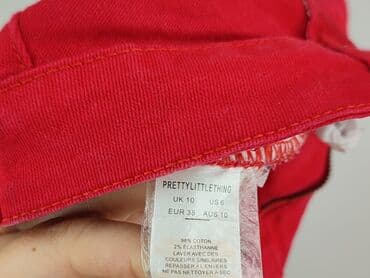 PRETTYLITTLETHING
UK 10 US 6
EUR 38 AUS 10
98% COTON
2% ÉLASTHANNE
LAVER AVEC DES
COULEURS SIMILAIRES
REPASSER À L'ENVERS
NE PAS NETTOYER À SEC